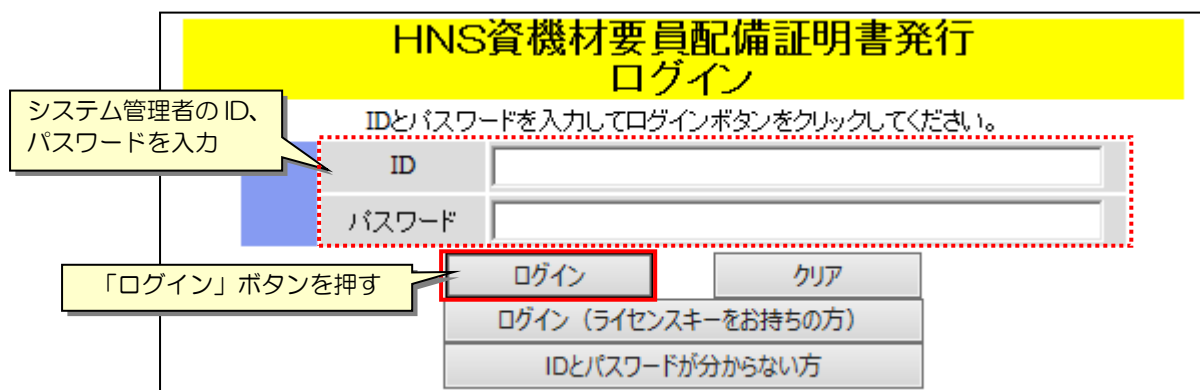 HNS資機材要員配備証明書発行
ログイン
システム管理者のID、
パスワードを入力
IDとパスワードを入力してログインボタンをクリックしてください。
ID
パスワード
「ログイン」ボタンを押す
ログイン
クリア
ログイン（ライセンスキーをお持ちの方）
IDとパスワードが分からない方